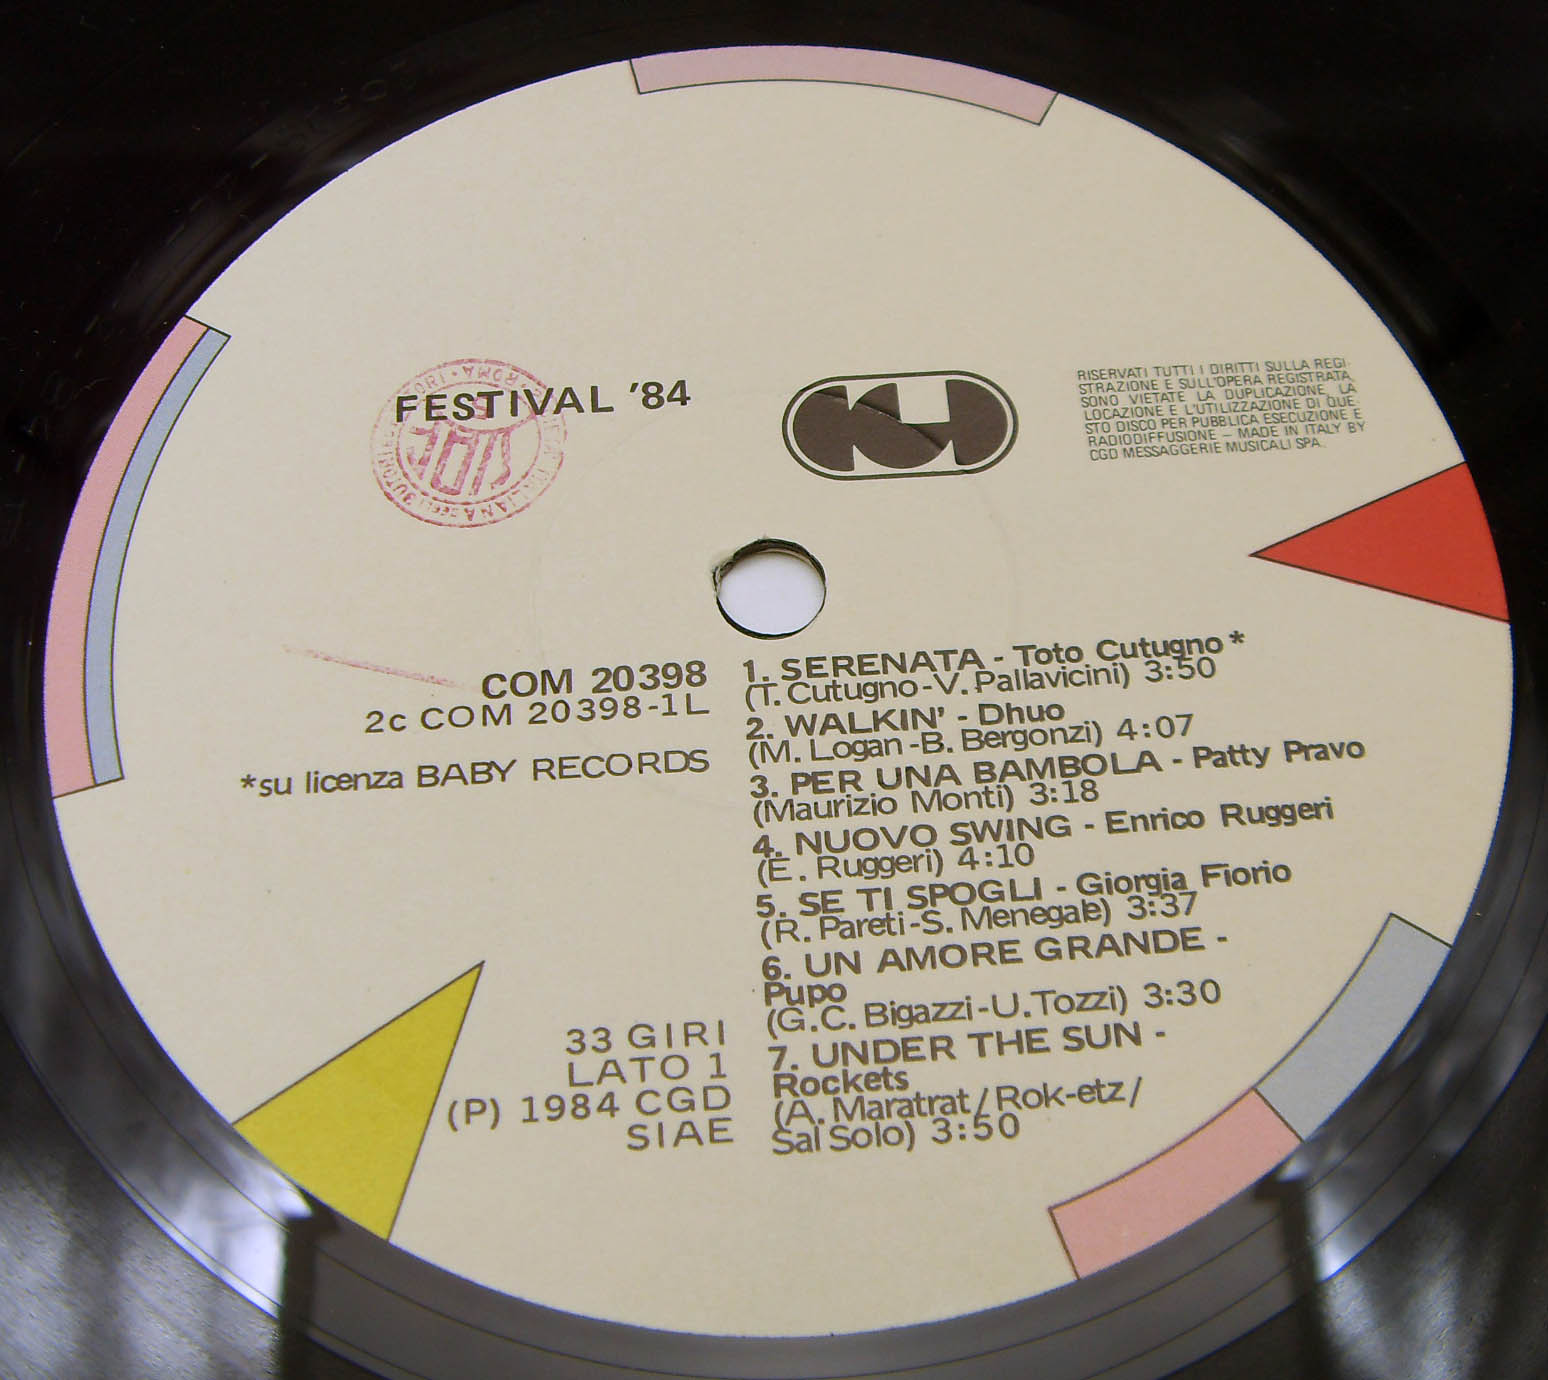 FESTIVAL '84
RISERVATI TUTTI I DIRITTI SULLA REGI-
STRAZIONE E SULL'OPERA REGISTRATA.
SONO VIETATE LA DUPLICAZIONE, LA
LOCAZIONE E L'UTILIZZAZIONE DI QUE-
STO DISCO PER PUBBLICA ESECUZIONE E
RADIODIFFUSIONE – MADE IN ITALY BY
CGD MESSAGGERIE MUSICALI SPA.
COM 20398
2c COM 20398-1L
*su licenza BABY RECORDS
1. SERENATA - Toto Cutugno*
(T. Cutugno-V. Pallavicini) 3:50
2. WALKIN' - Dhuo
(M. Logan-B. Bergonzi) 4:07
3. PER UNA BAMBOLA - Patty Pravo
(Maurizio Monti) 3:18
4. NUOVO SWING - Enrico Ruggeri
(E. Ruggeri) 4:10
5. SE TI SPOGLI - Giorgia Fiorio
(R. Pareti-S. Menegale) 3:37
6. UN AMORE GRANDE -
Pupo
(G.C. Bigazzi-U.Tozzi) 3:30
7. UNDER THE SUN -
Rockets
(A. Maratrat/Rok-etz/
Sal Solo) 3:50
33 GIRI
LATO 1
(P) 1984 CGD
SIAE